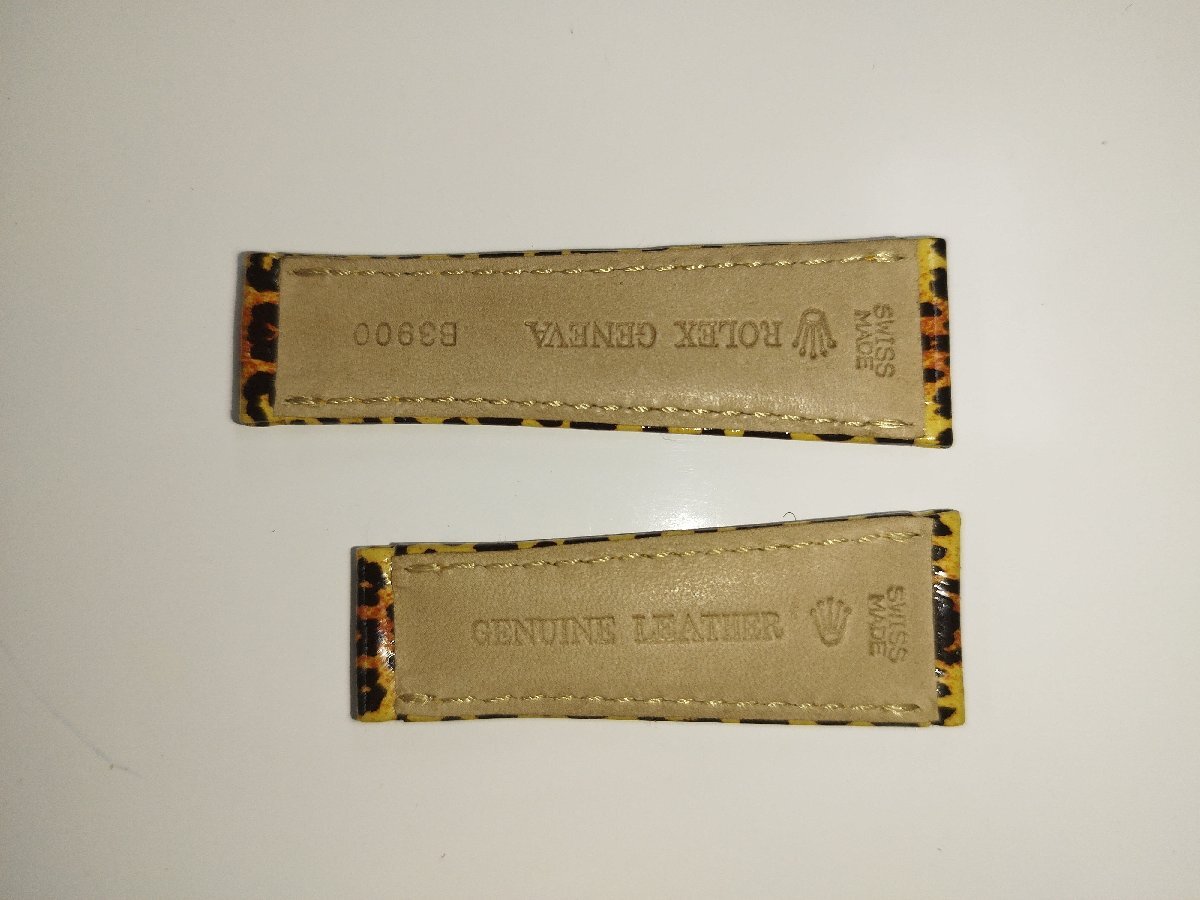 SWISS
MADE
ROLEX GENEVA B3900
GENUINE LEATHER
SWISS
MADE